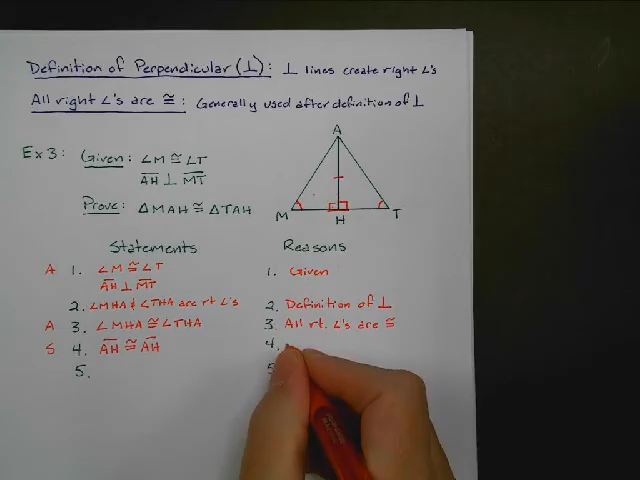 Definition of Perpendicular (⊥): ⊥ lines create right ∠'s
All right ∠'s are ≅: Generally used after definition of ⊥
Ex 3: Given: ∠M ≅ ∠T
AH ⊥ MT
Prove: △MAH ≅ △TAH
A
M
H
T
Statements Reasons
A 1. ∠M ≅ ∠T 1. Given
AH ⊥ MT
2. ∠MHA & ∠THA are rt ∠'s 2. Definition of ⊥
A 3. ∠MHA ≅ ∠THA 3. All rt. ∠'s are ≅
S 4. AH ≅ AH 4.
5. 5